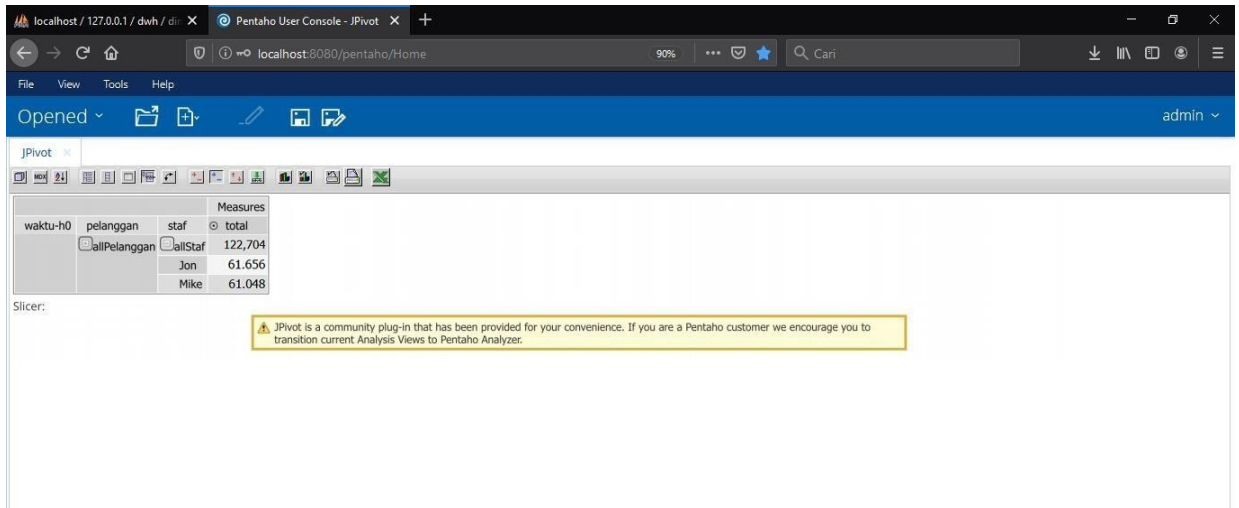 localhost / 127.0.0.1 / dwh / dir
Pentaho User Console - JPivot
localhost:8080/pentaho/Home
90%
Cari
File View Tools Help
Opened
admin
JPivot
MDX
Measures
waktu-h0 pelanggan staf total
allPelanggan allStaf 122,704
Jon 61.656
Mike 61.048
Slicer:
JPivot is a community plug-in that has been provided for your convenience. If you are a Pentaho customer we encourage you to
transition current Analysis Views to Pentaho Analyzer.